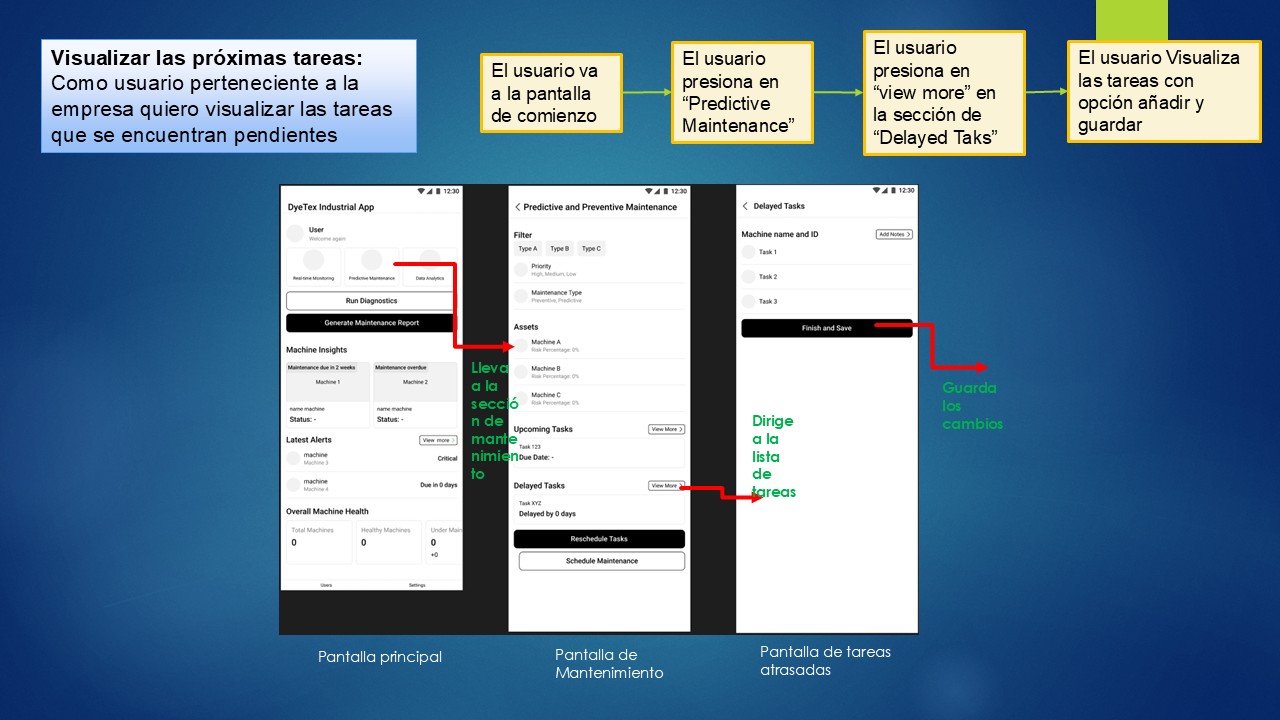 Visualizar las próximas tareas:
Como usuario perteneciente a la
empresa quiero visualizar las tareas
que se encuentran pendientes
El usuario va
a la pantalla
de comienzo
El usuario
presiona en
“Predictive
Maintenance”
El usuario
presiona en
“view more” en
la sección de
“Delayed Taks”
El usuario Visualiza
las tareas con
opción añadir y
guardar
12:30
DyeTex Industrial App
User
Welcome again
Real-time Monitoring
Predictive Maintenance
Data Analytics
Run Diagnostics
Generate Maintenance Report
Machine Insights
Maintenance due in 2 weeks
Maintenance overdue
Machine 1
Machine 2
name machine
name machine
Status: -
Status: -
Latest Alerts
View more
machine
Machine 3
Critical
machine
Machine 4
Due in 0 days
Overall Machine Health
Total Machines
Healthy Machines
Under Main
0
0
0
+0
Users
Settings
Lleva
a la
secció
n de
mante
nimien
to
12:30
Predictive and Preventive Maintenance
Filter
Type A
Type B
Type C
Priority
High, Medium, Low
Maintenance Type
Preventive, Predictive
Assets
Machine A
Risk Percentage: 0%
Machine B
Risk Percentage: 0%
Machine C
Risk Percentage: 0%
Upcoming Tasks
View More
Task 123
Due Date: -
Delayed Tasks
View More
Task XYZ
Delayed by 0 days
Reschedule Tasks
Schedule Maintenance
12:30
Delayed Tasks
Machine name and ID
Add Notes
Task 1
Task 2
Task 3
Finish and Save
Dirige
a la
lista
de
tareas
Guarda
los
cambios
Pantalla principal
Pantalla de
Mantenimiento
Pantalla de tareas
atrasadas